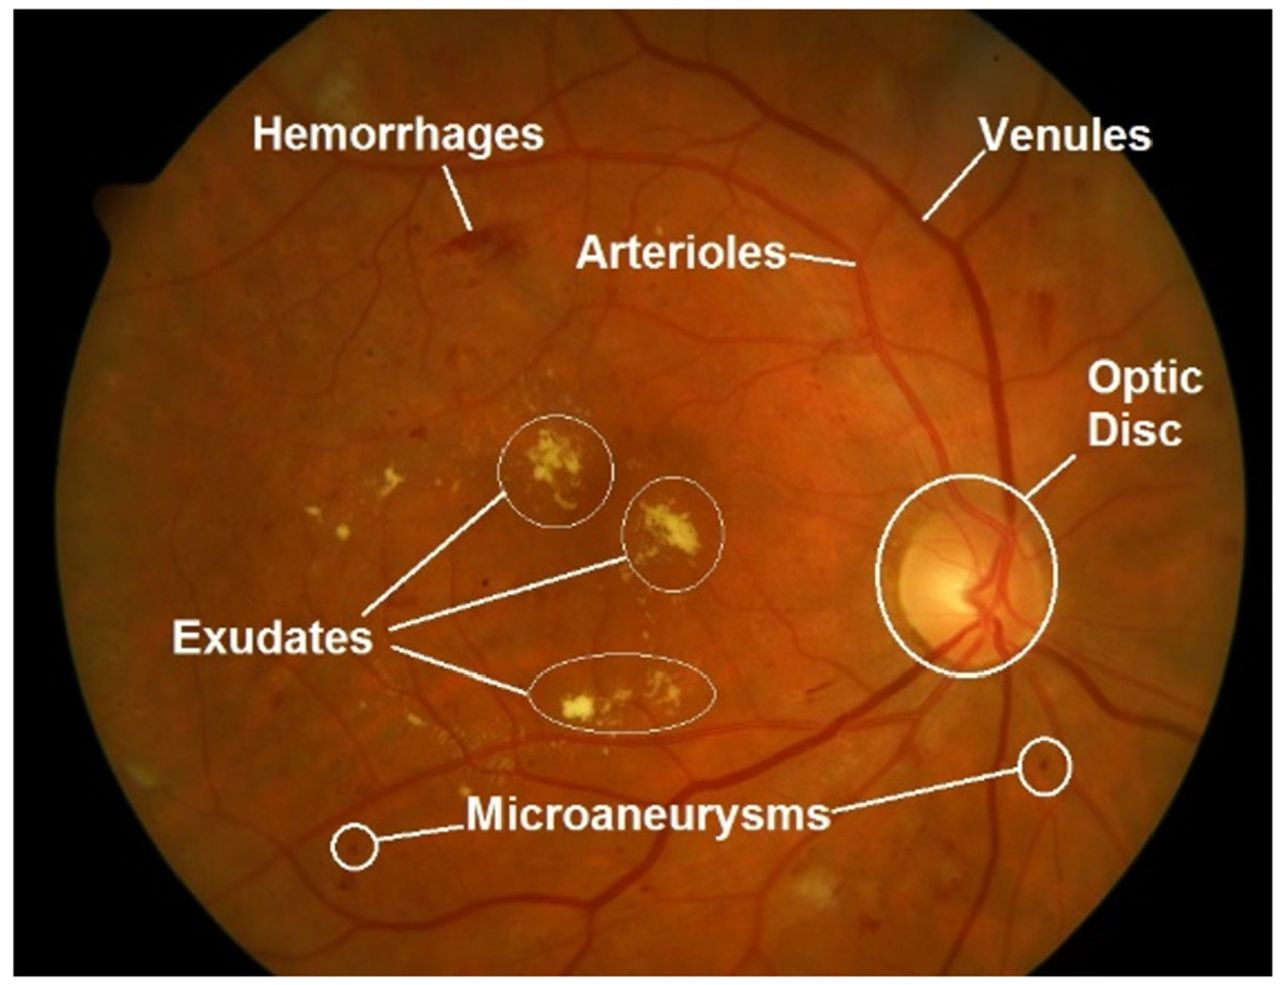 Hemorrhages
Venules
Arterioles
Optic
Disc
Exudates
Microaneurysms